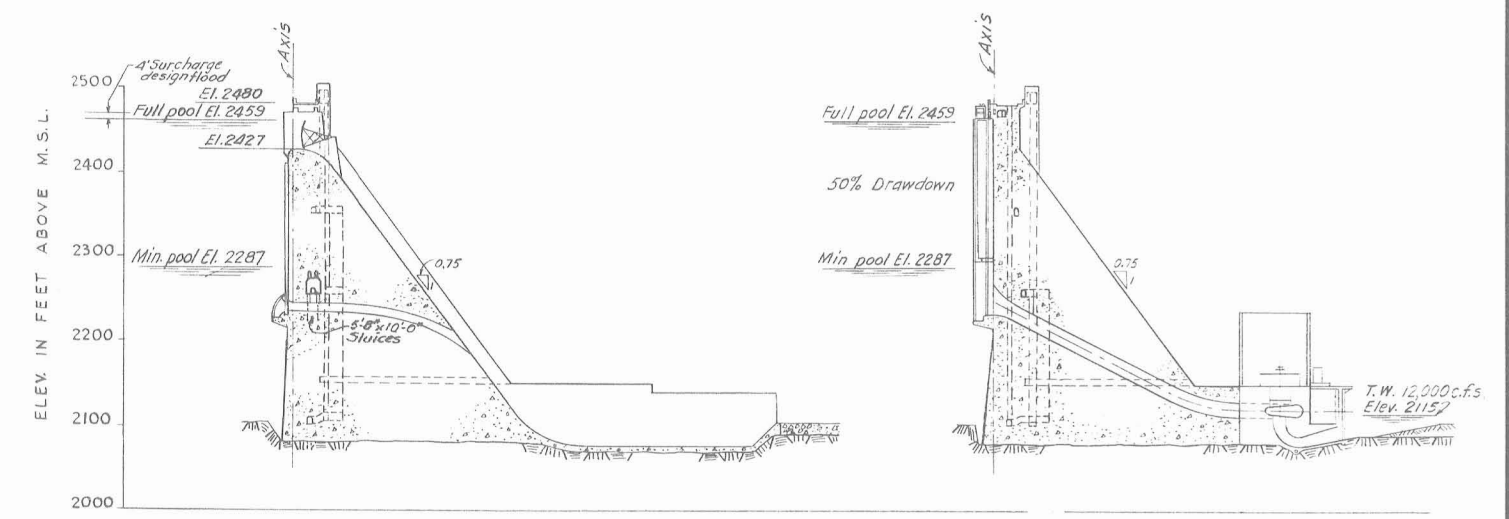 ELEV. IN FEET ABOVE M.S.L.
2500
2400
2300
2200
2100
2000
4' Surcharge
design flood
Axis
El. 2480
Full pool El. 2459
El. 2427
Min. pool El. 2287
0.75
5'-8" x 10'-0"
Sluices
Axis
Full pool El. 2459
50% Drawdown
Min pool El. 2287
0.75
T.W. 12,000 c.f.s.
Elev. 2115